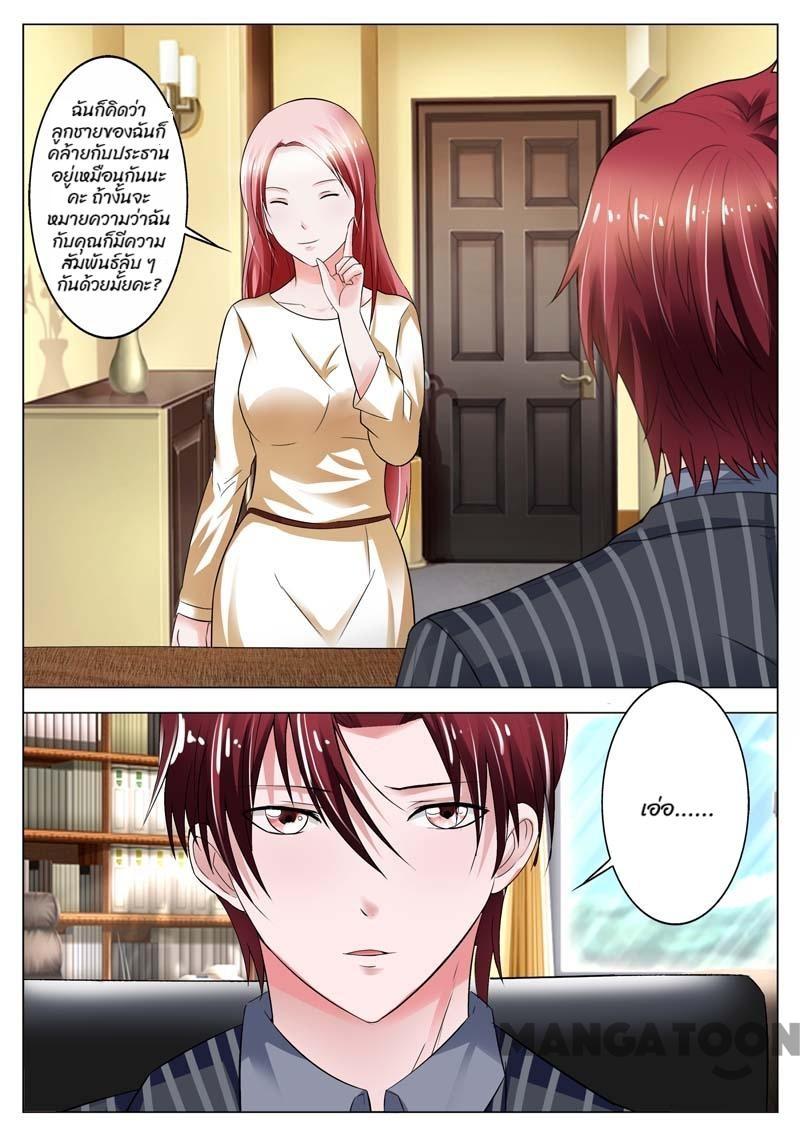 ฉันก็คิดว่า
ลูกชายของฉันก็
คล้ายกับประธาน
อยู่เหมือนกันนะ
คะ ถ้างั้นจะ
หมายความว่าฉัน
กับคุณก็มีความ
สัมพันธ์ลับ ๆ
กันด้วยมั้ยคะ?
เอ่อ......
MANGATOON